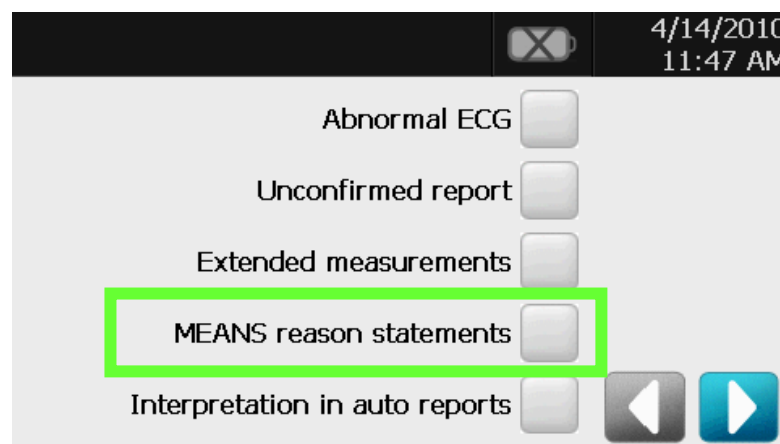 4/14/2010
11:47 AM
Abnormal ECG
Unconfirmed report
Extended measurements
MEANS reason statements
Interpretation in auto reports